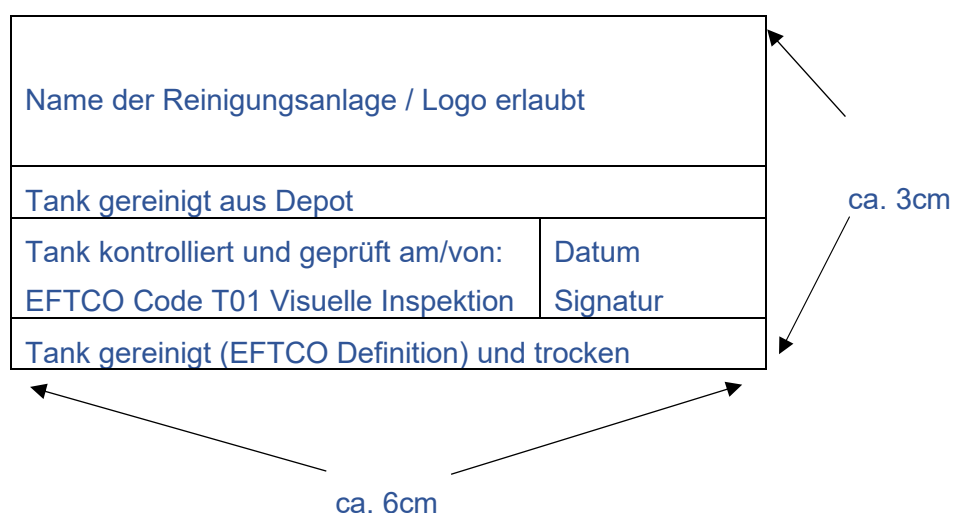 Name der Reinigungsanlage / Logo erlaubt
Tank gereinigt aus Depot
Tank kontrolliert und geprüft am/von:
EFTCO Code T01 Visuelle Inspektion
Datum
Signatur
Tank gereinigt (EFTCO Definition) und trocken
ca. 3cm
ca. 6cm